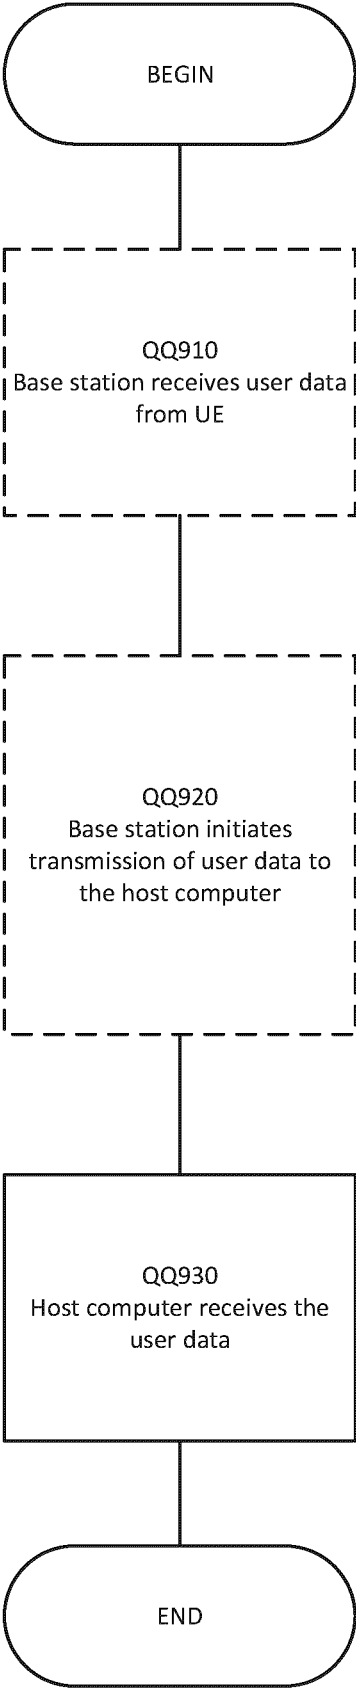 BEGIN
QQ910
Base station receives user data
from UE
QQ920
Base station initiates
transmission of user data to
the host computer
QQ930
Host computer receives the
user data
END